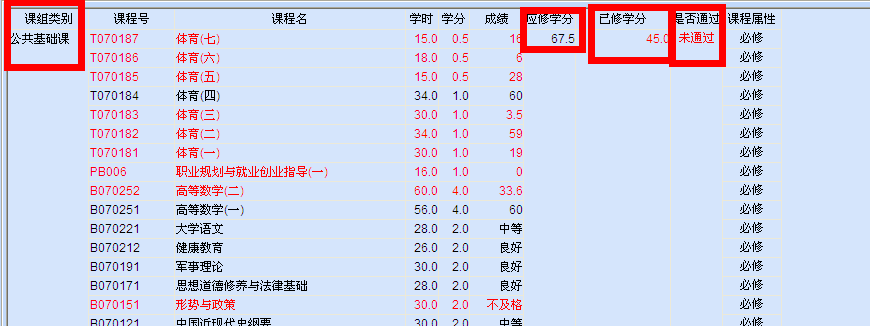 课组类别 课程号 课程名 学时 学分 成绩 应修学分 已修学分 是否通过 课程属性
公共基础课 T070187 体育(七) 15.0 0.5 16 67.5 45.0 未通过 必修
T070186 体育(六) 18.0 0.5 6 必修
T070185 体育(五) 15.0 0.5 28 必修
T070184 体育(四) 34.0 1.0 60 必修
T070183 体育(三) 30.0 1.0 3.5 必修
T070182 体育(二) 34.0 1.0 59 必修
T070181 体育(一) 30.0 1.0 19 必修
PB006 职业规划与就业创业指导(一) 16.0 1.0 0 必修
B070252 高等数学(二) 60.0 4.0 33.6 必修
B070251 高等数学(一) 56.0 4.0 60 必修
B070221 大学语文 28.0 2.0 中等 必修
B070212 健康教育 26.0 2.0 良好 必修
B070191 军事理论 30.0 2.0 良好 必修
B070171 思想道德修养与法律基础 28.0 2.0 良好 必修
B070151 形势与政策 30.0 2.0 不及格 必修
B070121 中国近现代史纲要 30.0 2.0 中等 必修